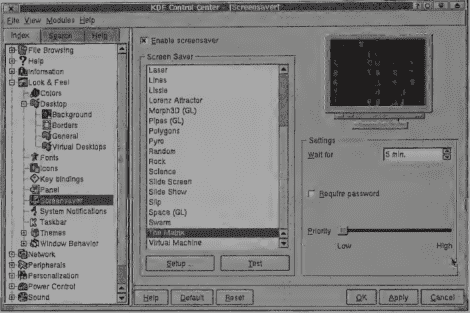 KDE Control Center - [Screensaver]
File View Modules Help
Index Search Help
File Browsing
Help
Information
Look & Feel
Colors
Desktop
Background
Borders
General
Virtual Desktops
Fonts
Icons
Key Bindings
Panel
Screensaver
System Notifications
Taskbar
Themes
Window Behavior
Network
Peripherals
Personalization
Power Control
Sound
Enable screensaver
Screen Saver
Laser
Lines
Lissie
Lorenz Attractor
Morph3D (GL)
Pipes (GL)
Polygons
Pyro
Random
Rock
Science
Slide Screen
Slide Show
Slip
Space (GL)
Swarm
The Matrix
Virtual Machine
Setup ... Test
Settings
Wait for 5 min.
Require password
Priority
Low High
Help Default Reset OK Apply Cancel